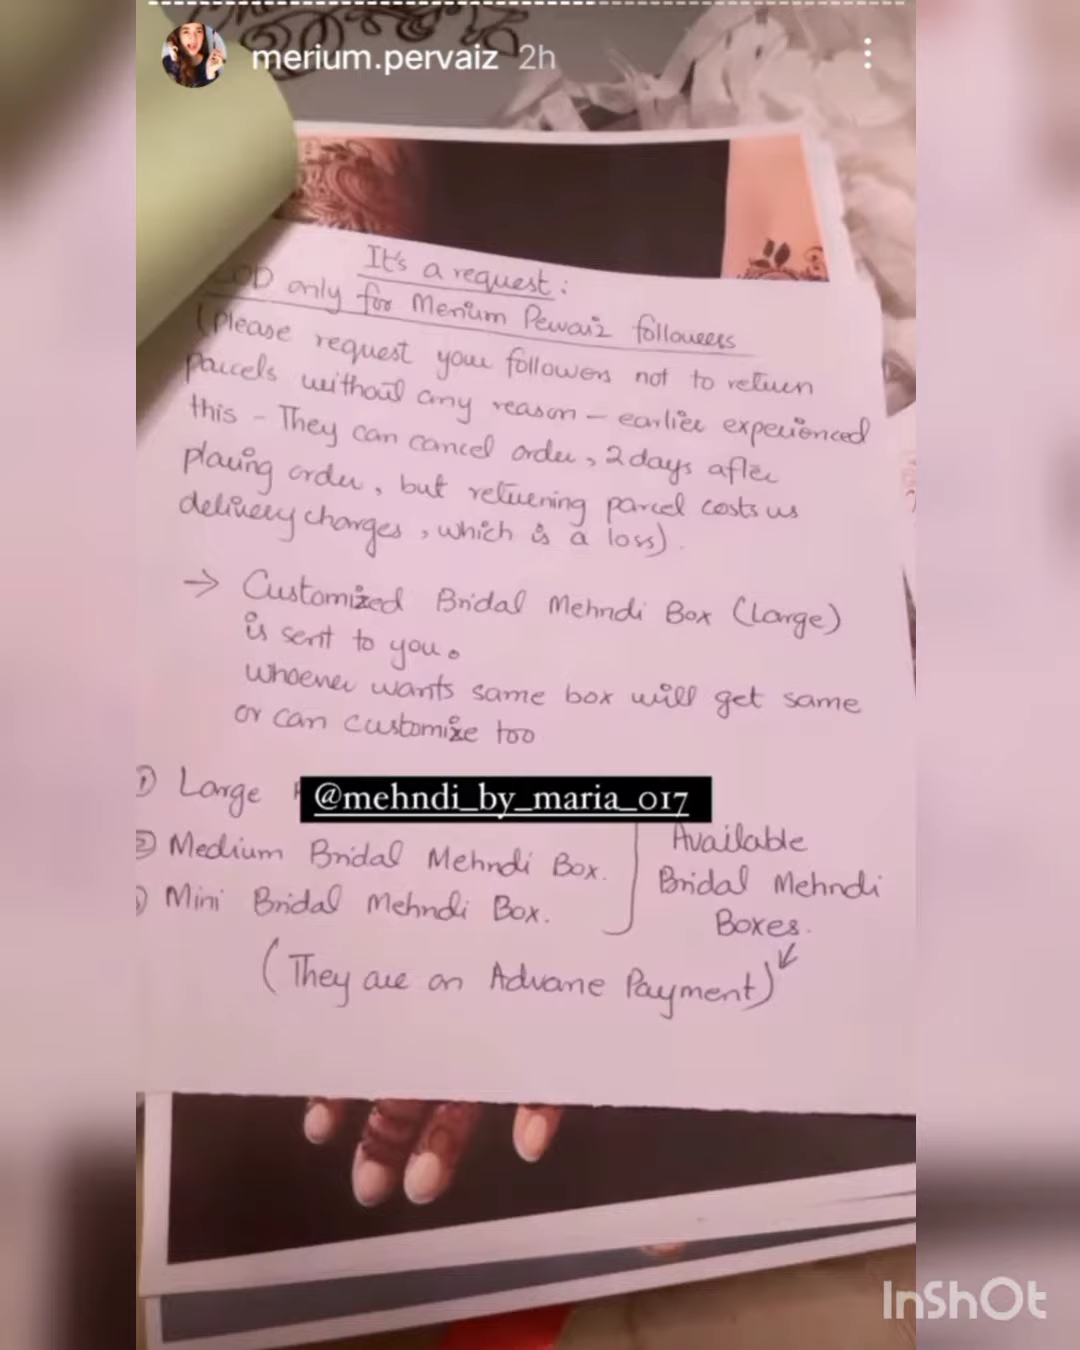 merium.pervaiz 2h
It's a request:
COD only for Merium Pervaiz followers
(Please request your followers not to return
parcels without any reason - earlier experienced
this - They can cancel order, 2 days after
placing order, but returning parcel costs us
delivery charges, which is a loss).
→ Customized Bridal Mehndi Box (Large)
is sent to you.
Whoever wants same box will get same
or can customize too
① Large
@mehndi_by_maria_017
② Medium Bridal Mehndi Box.
Mini Bridal Mehndi Box.
Available
Bridal Mehndi
Boxes.
(They are on Advane Payment)
InShOt